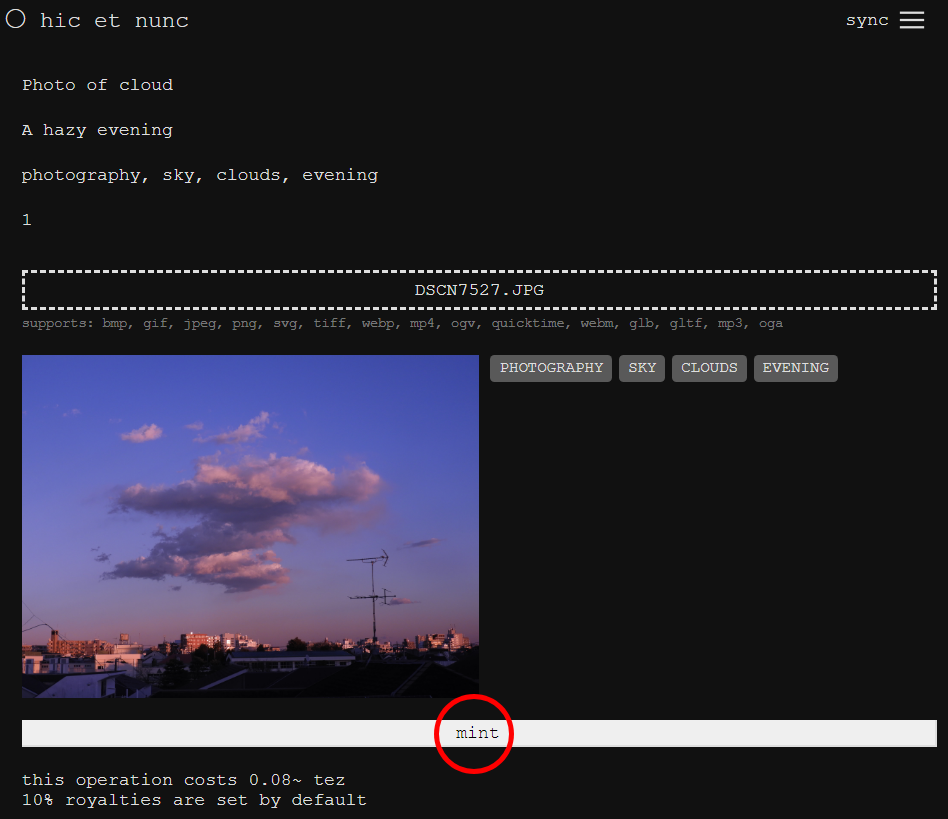 hic et nunc
sync
Photo of cloud
A hazy evening
photography, sky, clouds, evening
1
DSCN7527.JPG
supports: bmp, gif, jpeg, png, svg, tiff, webp, mp4, ogv, quicktime, webm, glb, gltf, mp3, oga
PHOTOGRAPHY SKY CLOUDS EVENING
mint
this operation costs 0.08~ tez
10% royalties are set by default